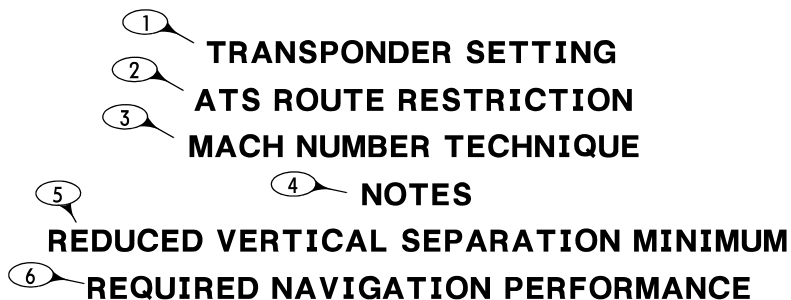 1 TRANSPONDER SETTING
2 ATS ROUTE RESTRICTION
3 MACH NUMBER TECHNIQUE
4 NOTES
5 REDUCED VERTICAL SEPARATION MINIMUM
6 REQUIRED NAVIGATION PERFORMANCE